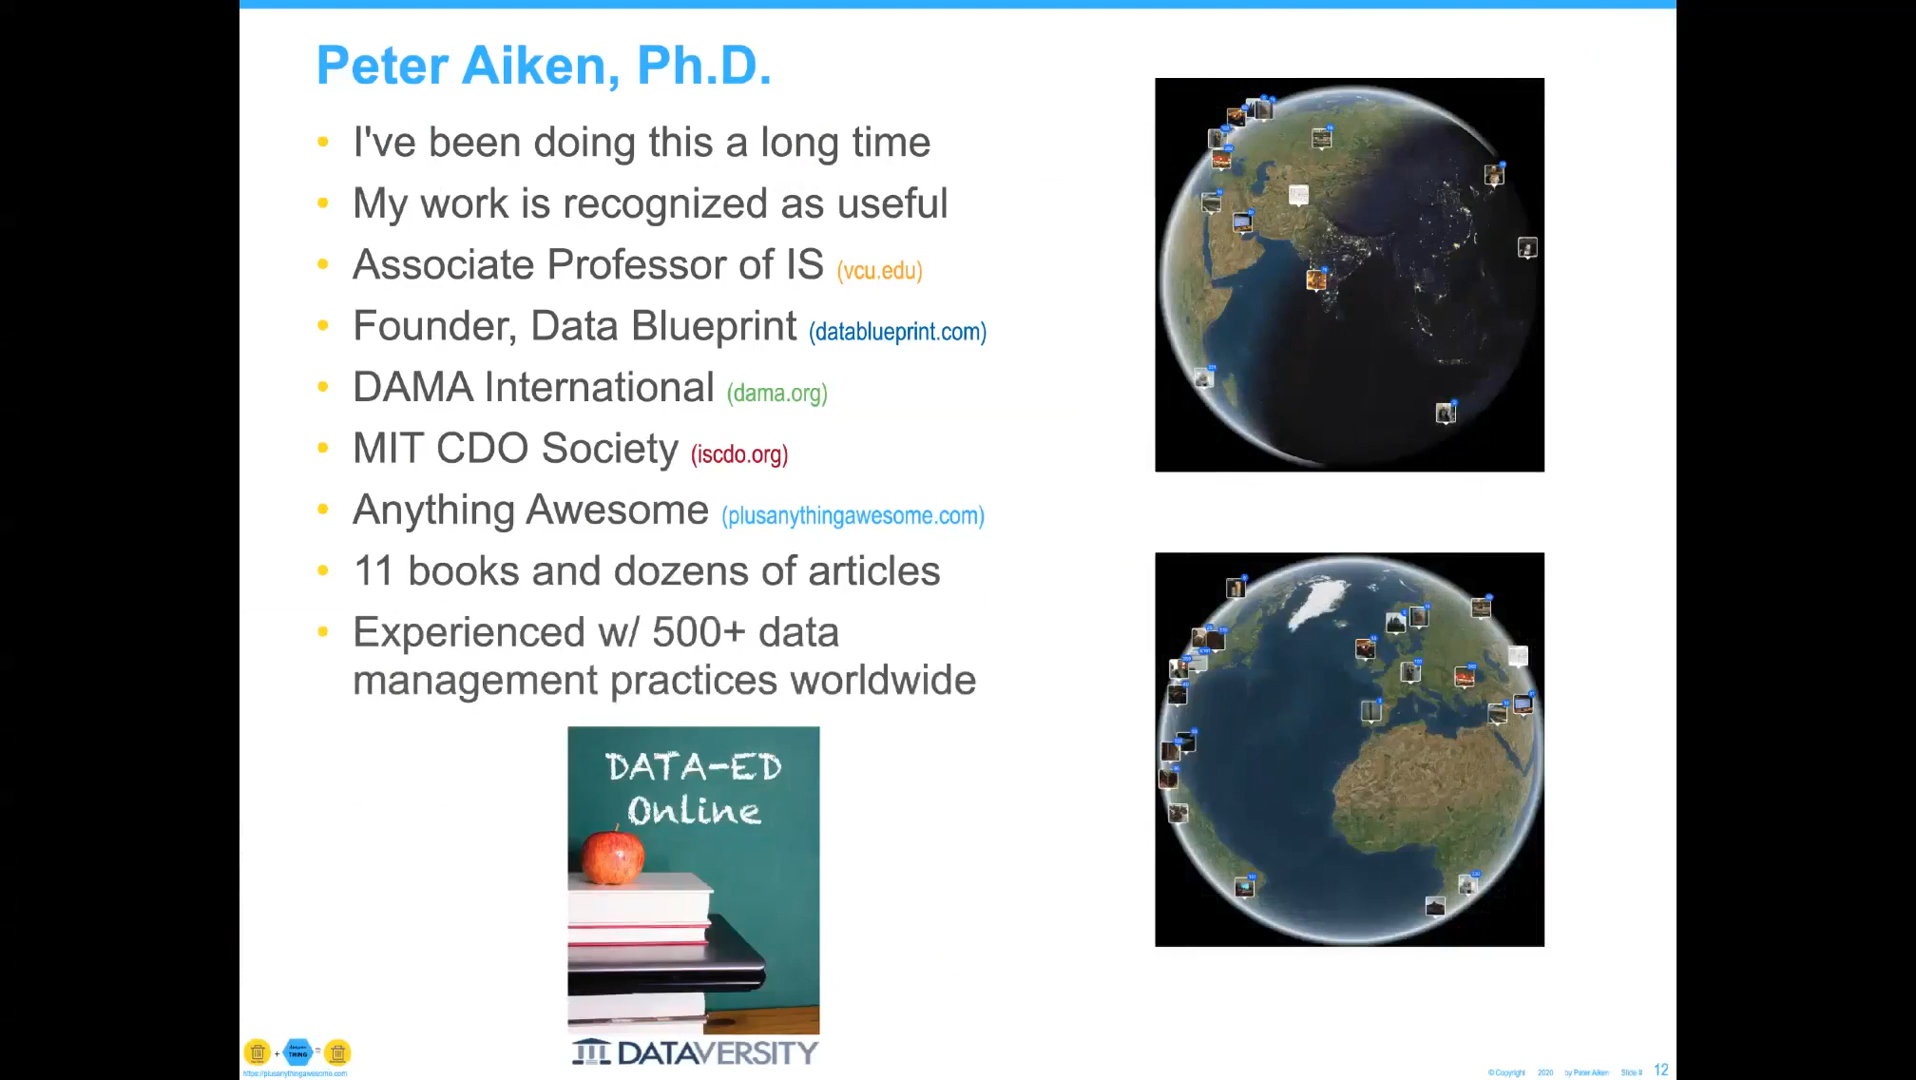 Peter Aiken, Ph.D.
• I've been doing this a long time
• My work is recognized as useful
• Associate Professor of IS (vcu.edu)
• Founder, Data Blueprint (datablueprint.com)
• DAMA International (dama.org)
• MIT CDO Society (iscdo.org)
• Anything Awesome (plusanythingawesome.com)
• 11 books and dozens of articles
• Experienced w/ 500+ data
management practices worldwide
DATA-ED
Online
DATAVERSITY
THING
https://plusanythingawesome.com
© Copyright 2020 by Peter Aiken Slide # 12